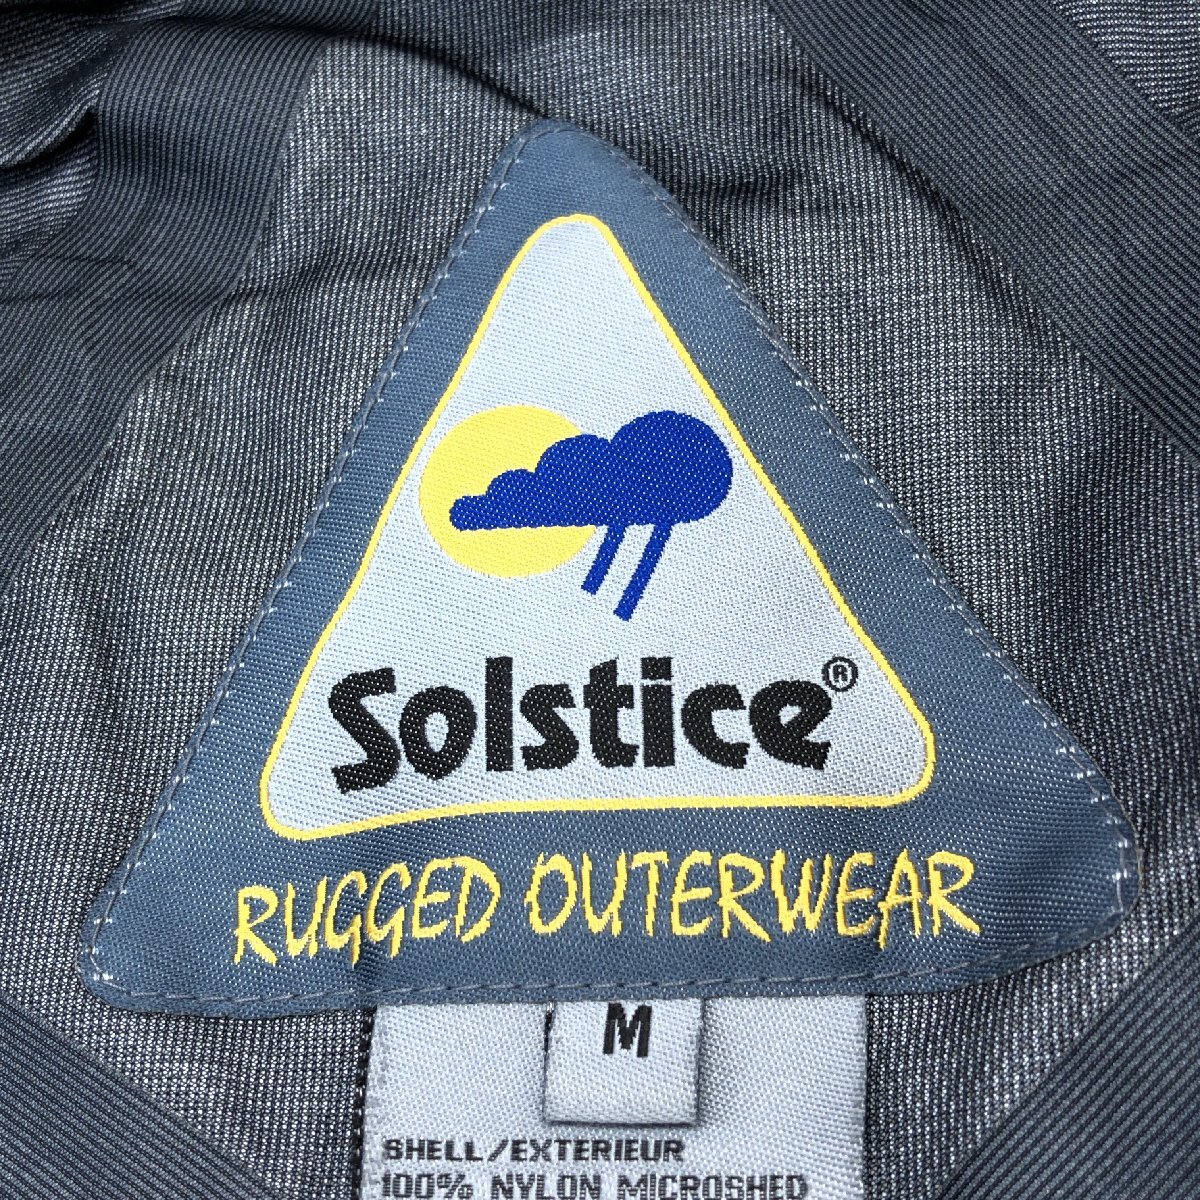 Solstice®
RUGGED OUTERWEAR
M
SHELL/EXTERIEUR
100% NYLON MICROSHED